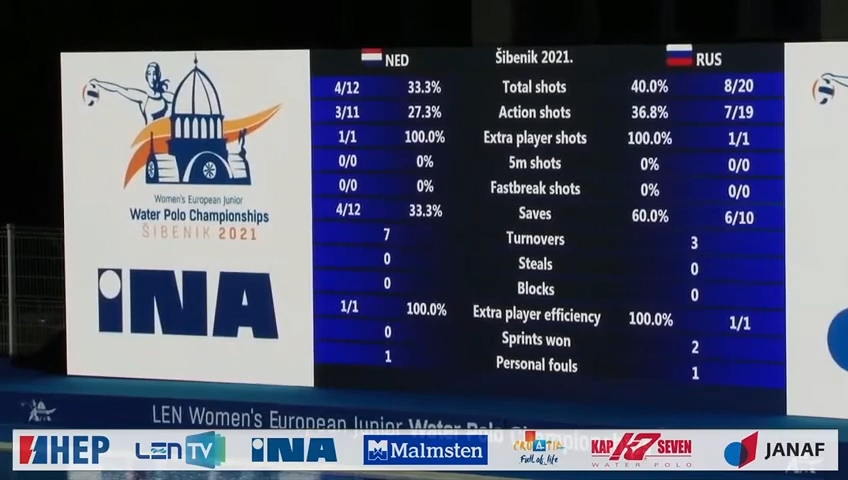 NED Šibenik 2021. RUS
4/12 33.3% Total shots 40.0% 8/20
3/11 27.3% Action shots 36.8% 7/19
1/1 100.0% Extra player shots 100.0% 1/1
0/0 0% 5m shots 0% 0/0
0/0 0% Fastbreak shots 0% 0/0
4/12 33.3% Saves 60.0% 6/10
7 Turnovers 3
0 Steals 0
0 Blocks 0
1/1 100.0% Extra player efficiency 100.0% 1/1
0 Sprints won 2
1 Personal fouls 1
Women's European Junior
Water Polo Championships
ŠIBENIK 2021
INA
LEN Women's European Junior Water Polo Champion
HEP LEN TV INA Malmsten CROATIA Full of life KAP7 SEVEN WATER POLO JANAF